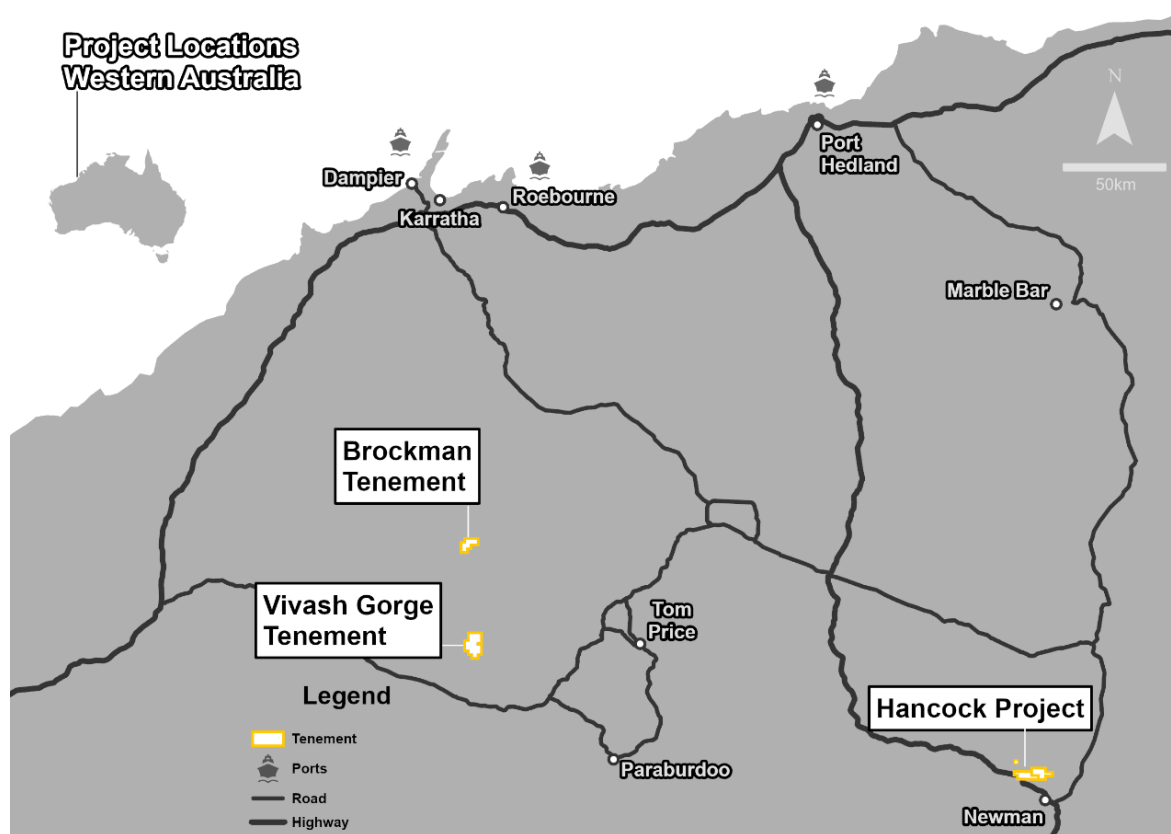 Project Locations
Western Australia
N
50km
Port
Hedland
Dampier
Karratha
Roebourne
Marble Bar
Brockman
Tenement
Vivash Gorge
Tenement
Tom
Price
Legend
Tenement
Ports
Road
Highway
Paraburdoo
Hancock Project
Newman